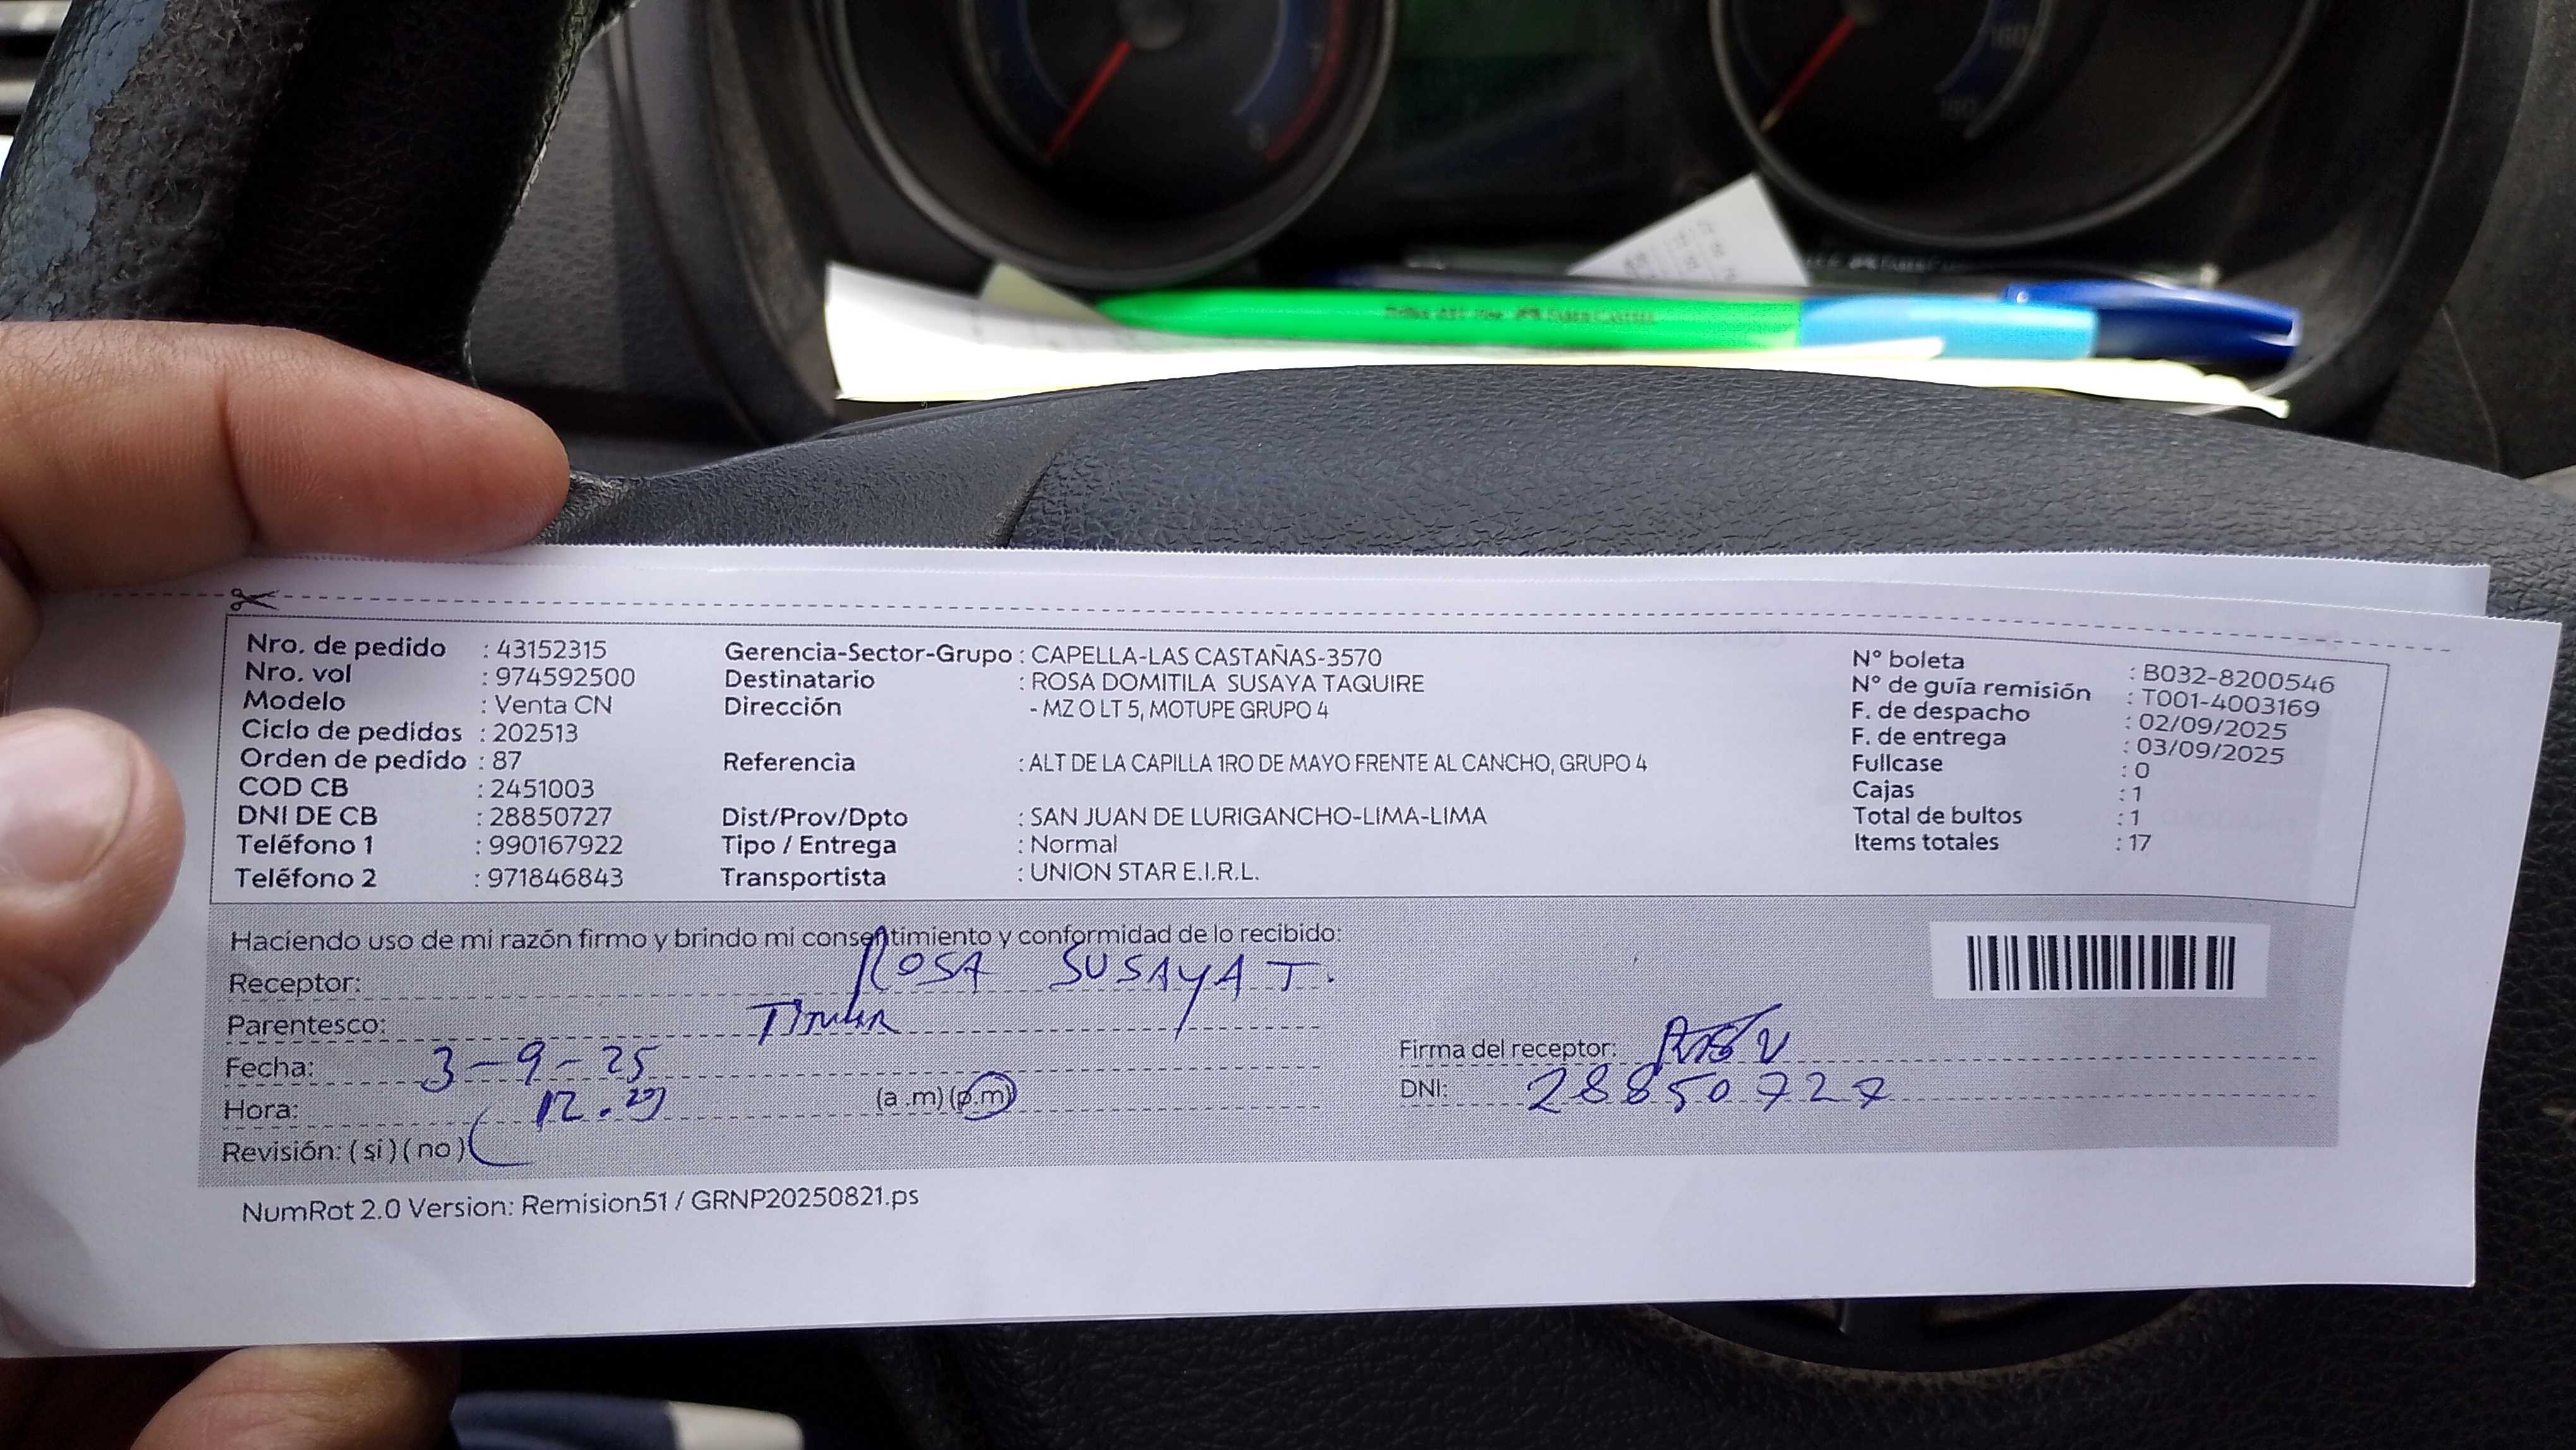 Nro. de pedido : 43152315
Nro. vol : 974592500
Modelo : Venta CN
Ciclo de pedidos : 202513
Orden de pedido : 87
COD CB : 2451003
DNI DE CB : 28850727
Teléfono 1 : 990167922
Teléfono 2 : 971846843
Gerencia-Sector-Grupo : CAPELLA-LAS CASTAÑAS-3570
Destinatario : ROSA DOMITILA SUSAYA TAQUIRE
Dirección - MZ O LT 5, MOTUPE GRUPO 4
Referencia : ALT DE LA CAPILLA 1RO DE MAYO FRENTE AL CANCHO, GRUPO 4
Dist/Prov/Dpto : SAN JUAN DE LURIGANCHO-LIMA-LIMA
Tipo / Entrega : Normal
Transportista : UNION STAR E.I.R.L.
N° boleta : B032-8200546
N° de guía remisión : T001-4003169
F. de despacho : 02/09/2025
F. de entrega : 03/09/2025
Fullcase : 0
Cajas : 1
Total de bultos : 1
Items totales : 17
Haciendo uso de mi razón firmo y brindo mi consentimiento y conformidad de lo recibido:
Receptor: ROSA SUSAYA T.
Parentesco: Titular
Fecha: 3-9-25
Hora: 12. (a .m) (p.m)
Revisión: ( si ) ( no )
Firma del receptor:
DNI: 28850727
NumRot 2.0 Version: Remision51 / GRNP20250821.ps